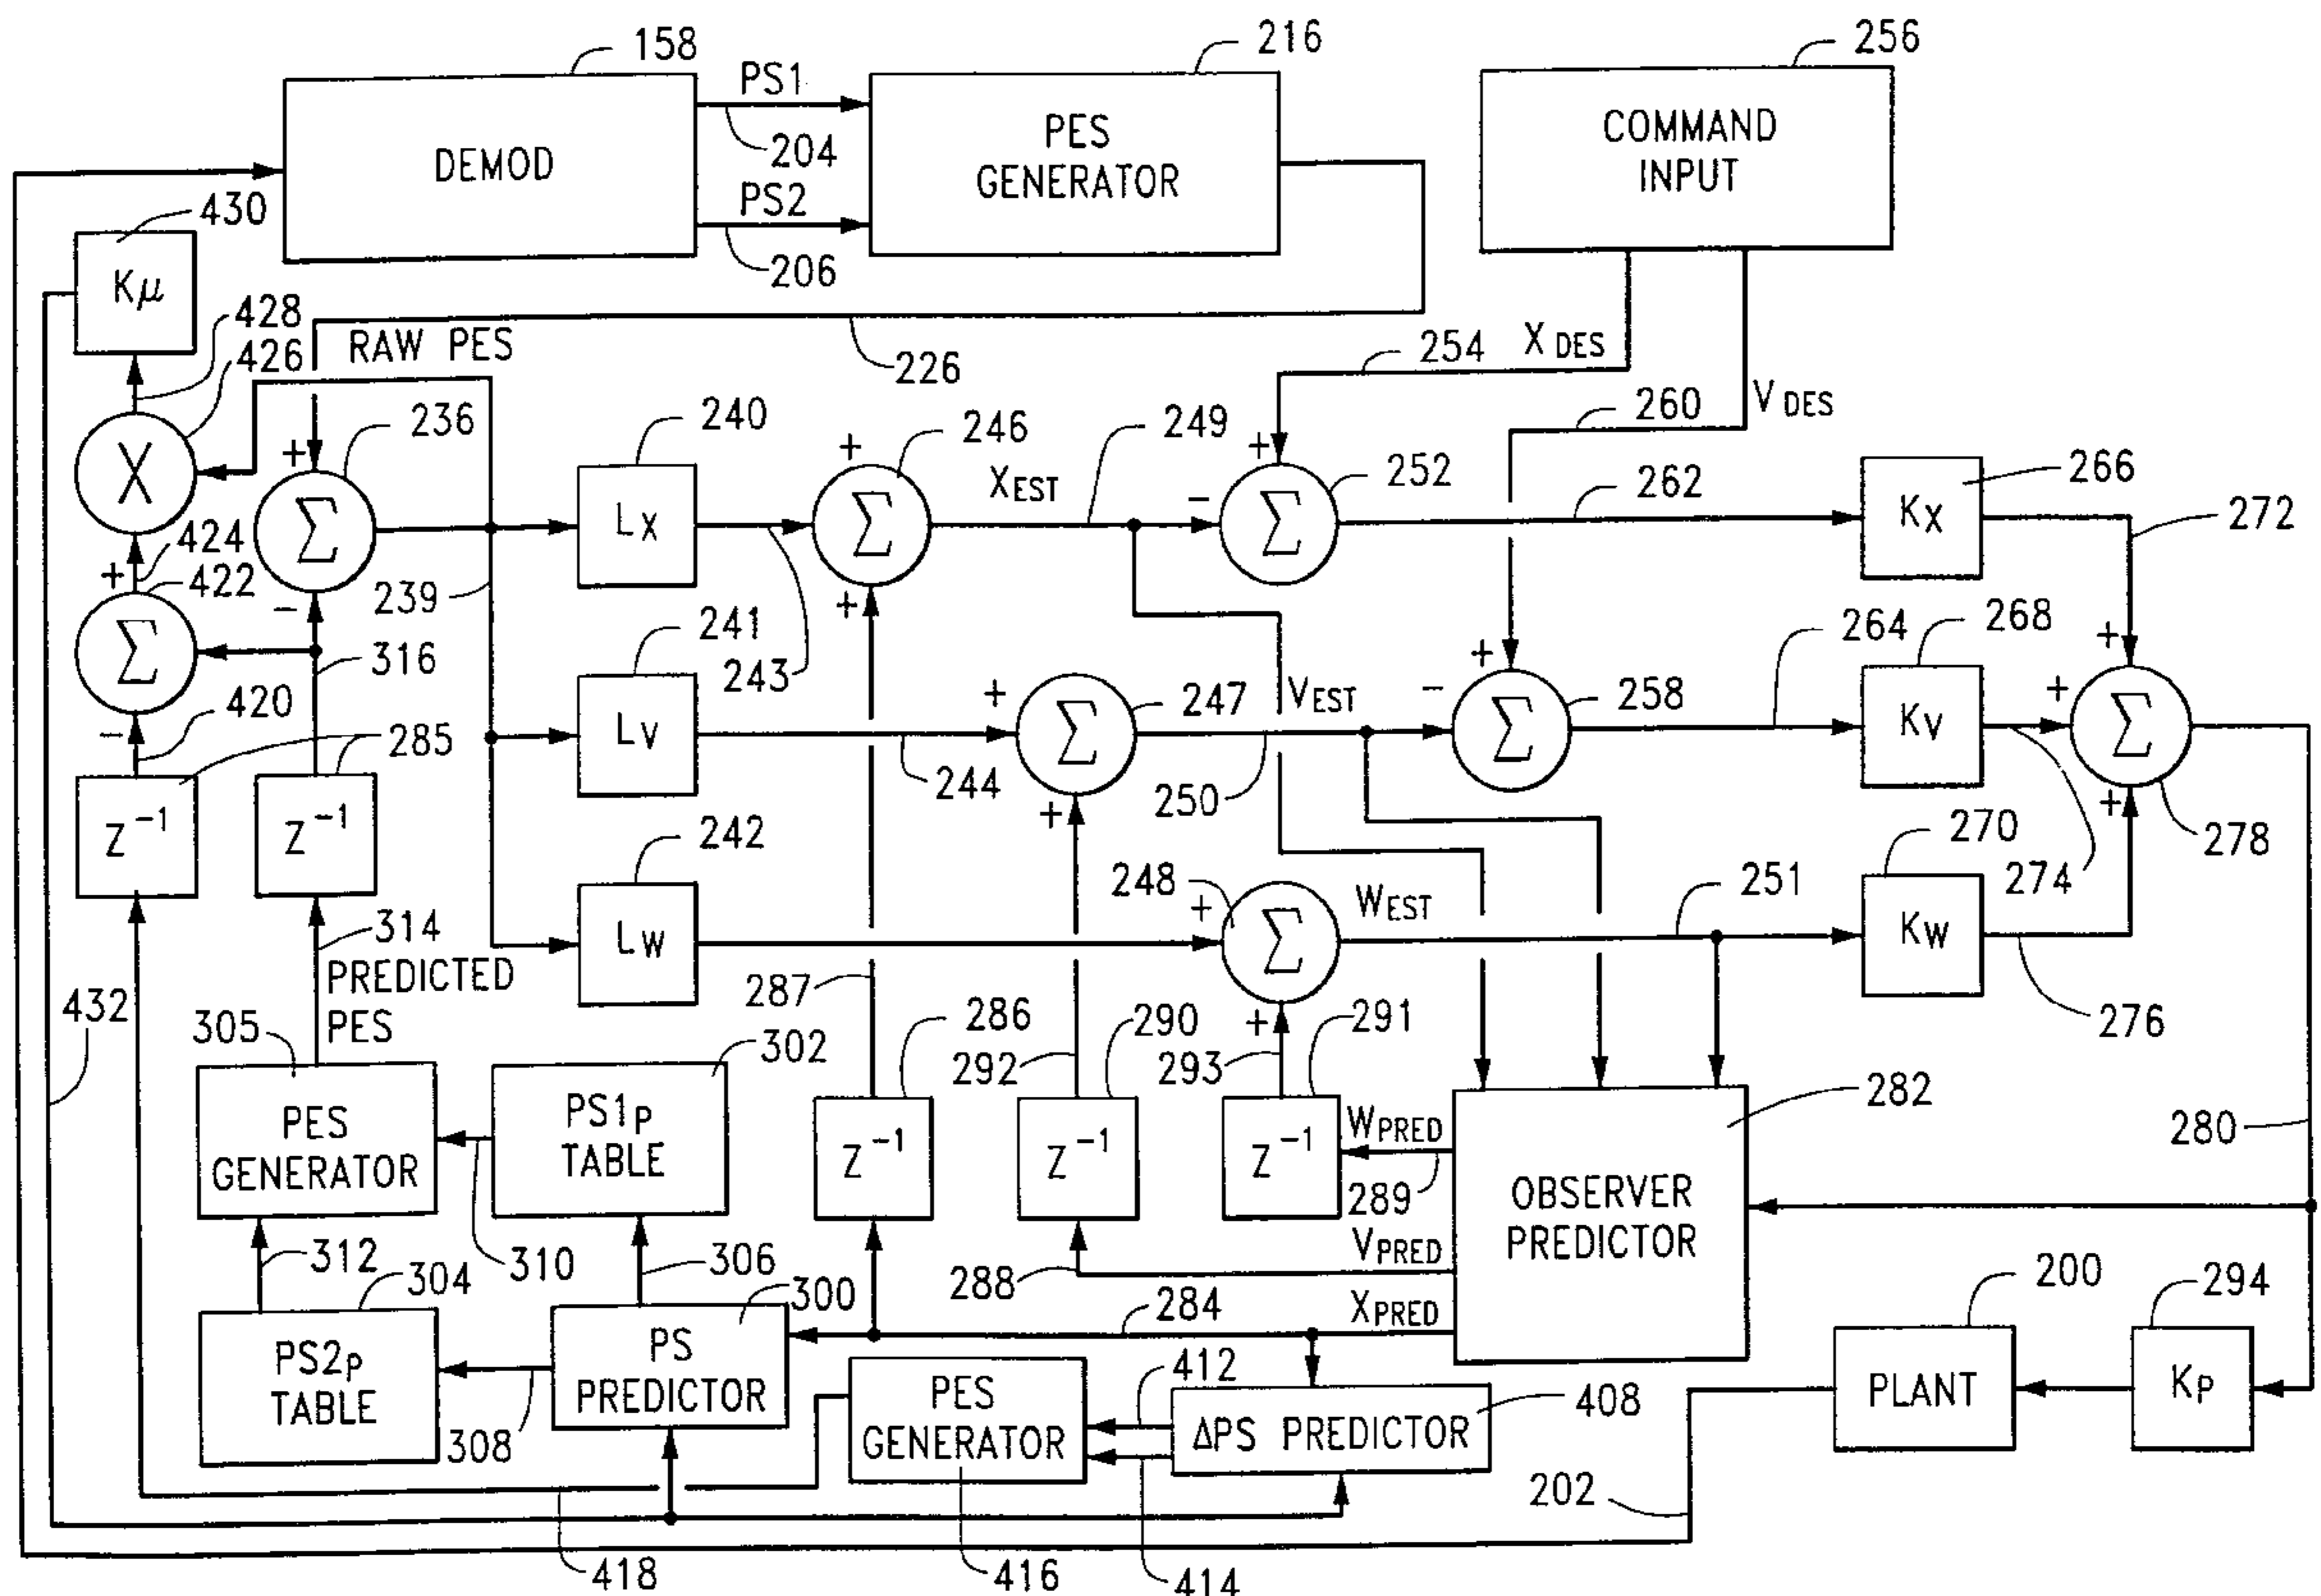 158
216
256
DEMOD
PS1
204
PS2
206
PES
GENERATOR
COMMAND
INPUT
430
Kμ
428
426
RAW PES
226
254
X DES
260
V DES
X
+
236
Σ
240
LX
+
246
Σ
XEST
249
+
-
252
Σ
262
266
KX
272
424
+
422
Σ
-
239
+
-
420
316
285
241
LV
243
244
+
247
Σ
+
VEST
250
+
-
258
Σ
264
268
KV
+
+
Σ
+
278
274
Z⁻¹
Z⁻¹
242
LW
248
+
Σ
+
WEST
251
270
KW
276
432
314
PREDICTED
PES
287
286
292
290
293
291
305
PES
GENERATOR
302
PS1P
TABLE
Z⁻¹
Z⁻¹
Z⁻¹
WPRED
289
VPRED
288
XPRED
284
282
OBSERVER
PREDICTOR
280
312
310
306
304
PS2P
TABLE
308
300
PS
PREDICTOR
PES
GENERATOR
412
ΔPS PREDICTOR
408
200
PLANT
294
KP
202
418
416
414